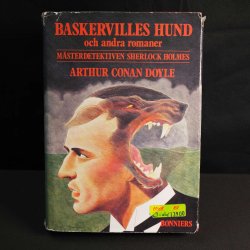 BASKERVILLES HUND
och andra romaner
MÄSTERDETEKTIVEN SHERLOCK HOLMES
ARTHUR CONAN DOYLE
BONNIERS